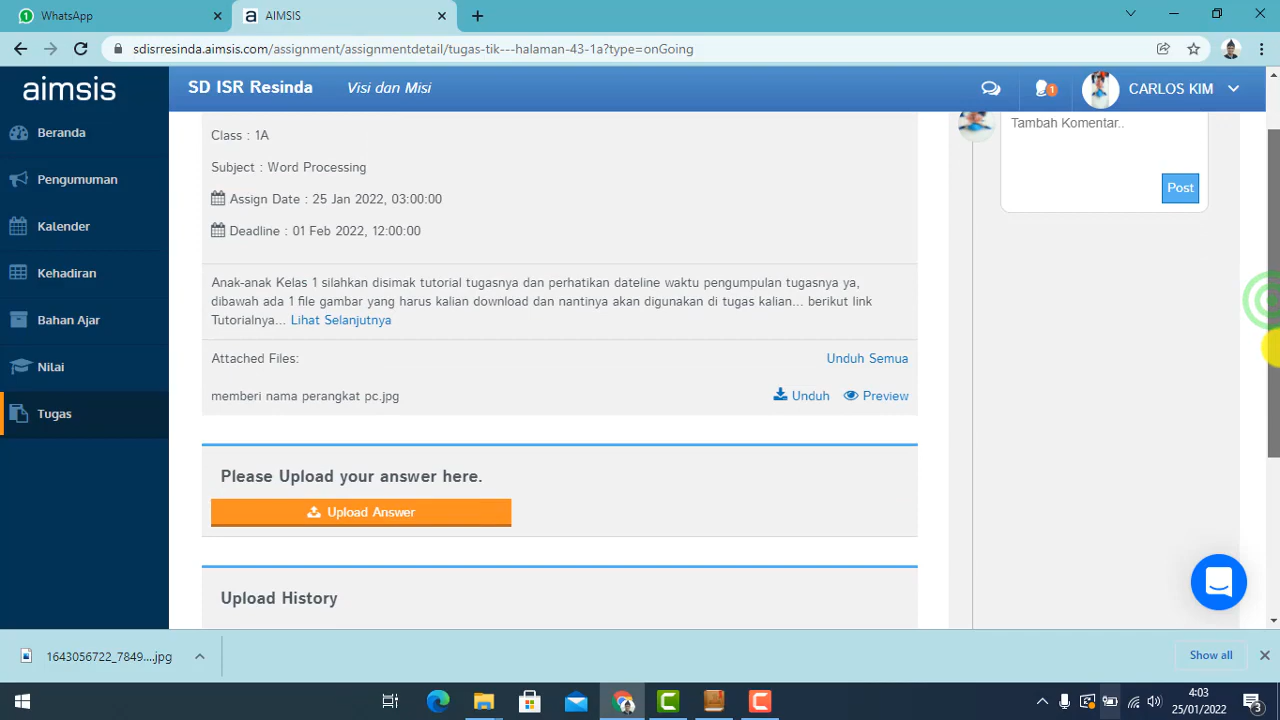 WhatsApp
AIMSIS
sdisrresinda.aimsis.com/assignment/assignmentdetail/tugas-tik---halaman-43-1a?type=onGoing
aimsis
SD ISR Resinda
Visi dan Misi
1
CARLOS KIM
Beranda
Pengumuman
Kalender
Kehadiran
Bahan Ajar
Nilai
Tugas
Class : 1A
Subject : Word Processing
Assign Date : 25 Jan 2022, 03:00:00
Deadline : 01 Feb 2022, 12:00:00
Anak-anak Kelas 1 silahkan disimak tutorial tugasnya dan perhatikan dateline waktu pengumpulan tugasnya ya,
dibawah ada 1 file gambar yang harus kalian download dan nantinya akan digunakan di tugas kalian... berikut link
Tutorialnya... Lihat Selanjutnya
Attached Files:
Unduh Semua
memberi nama perangkat pc.jpg
Unduh
Preview
Please Upload your answer here.
Upload Answer
Upload History
Tambah Komentar..
Post
1643056722_7849....jpg
Show all
4:03
25/01/2022
3